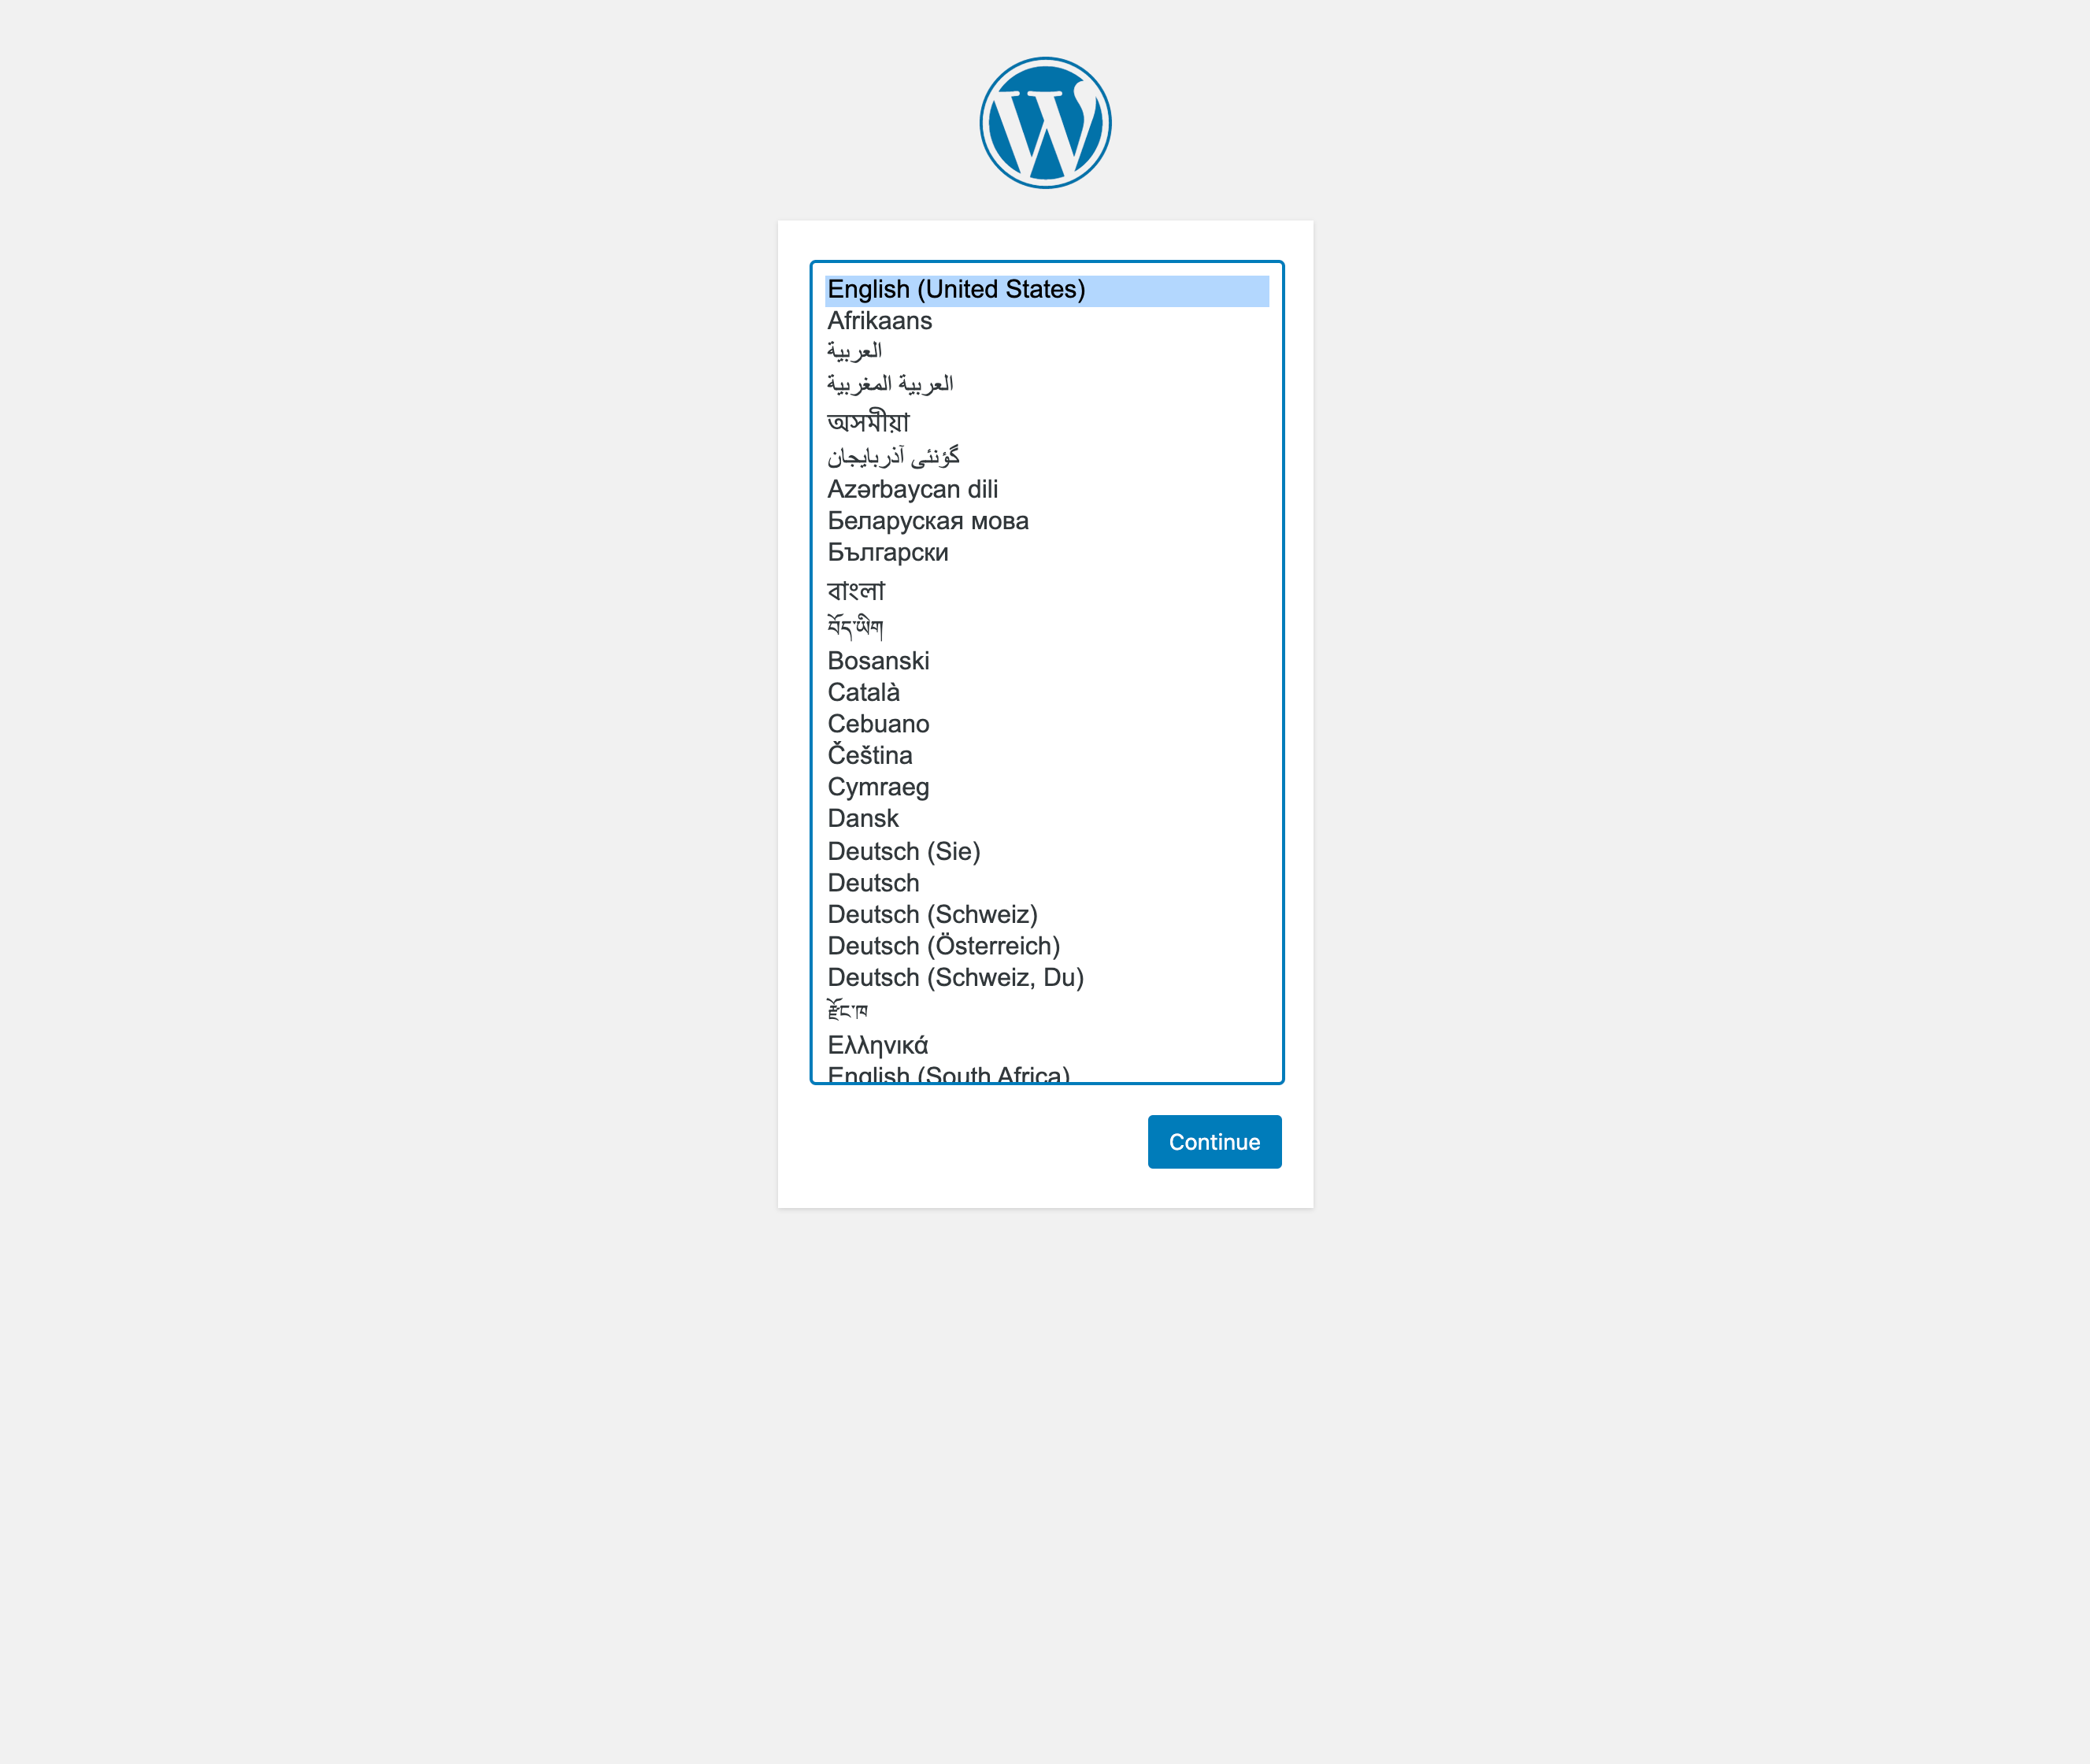 English (United States)
Afrikaans
العربية
العربية المغربية
অসমীয়া
گؤنئی آذربایجان
Azərbaycan dili
Беларуская мова
Български
বাংলা
བོད་ཡིག
Bosanski
Català
Cebuano
Čeština
Cymraeg
Dansk
Deutsch (Sie)
Deutsch
Deutsch (Schweiz)
Deutsch (Österreich)
Deutsch (Schweiz, Du)
རྫོང་ཁ
Ελληνικά
English (South Africa)
Continue